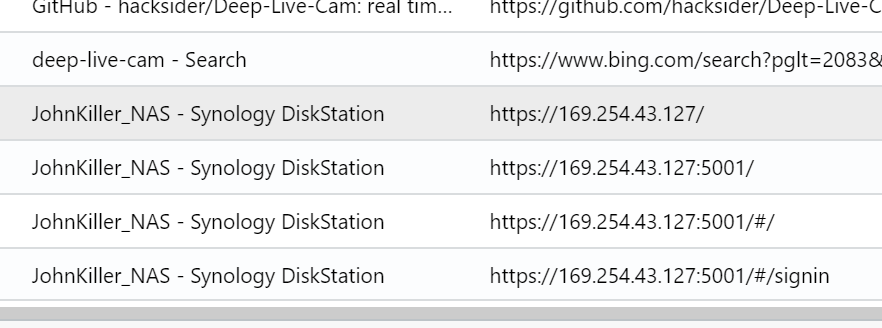 GitHub - hacksider/Deep-Live-Cam: real tim... https://github.com/hacksider/Deep-Live-C
deep-live-cam - Search https://www.bing.com/search?pglt=2083&
JohnKiller_NAS - Synology DiskStation https://169.254.43.127/
JohnKiller_NAS - Synology DiskStation https://169.254.43.127:5001/
JohnKiller_NAS - Synology DiskStation https://169.254.43.127:5001/#/
JohnKiller_NAS - Synology DiskStation https://169.254.43.127:5001/#/signin